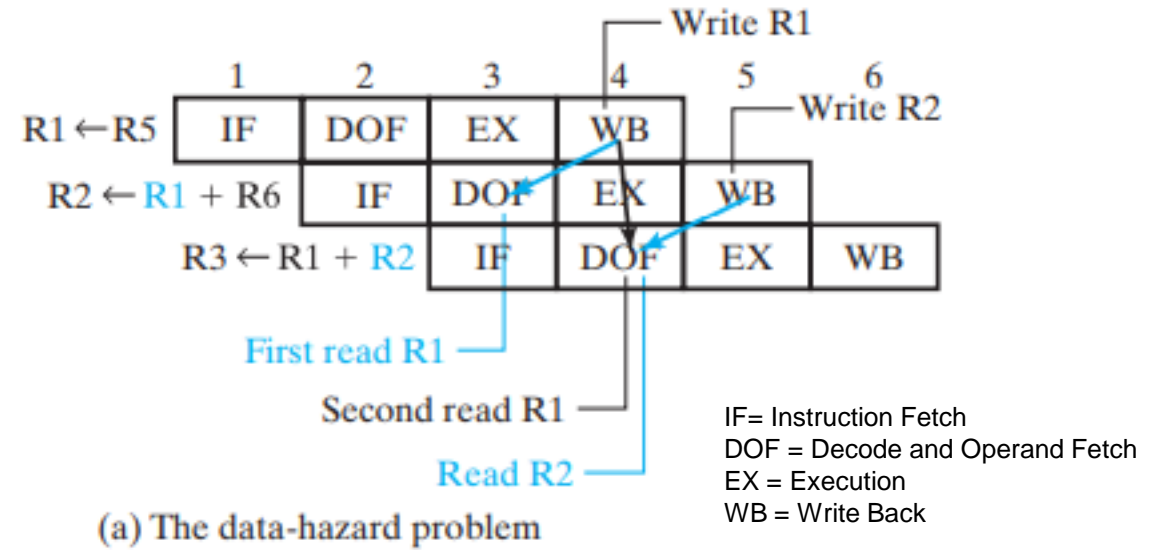 Write R1
1 2 3 4 5 6
Write R2
R1 ← R5 IF DOF EX WB
R2 ← R1 + R6 IF DOF EX WB
R3 ← R1 + R2 IF DOF EX WB
First read R1
Second read R1
Read R2
IF= Instruction Fetch
DOF = Decode and Operand Fetch
EX = Execution
WB = Write Back
(a) The data-hazard problem